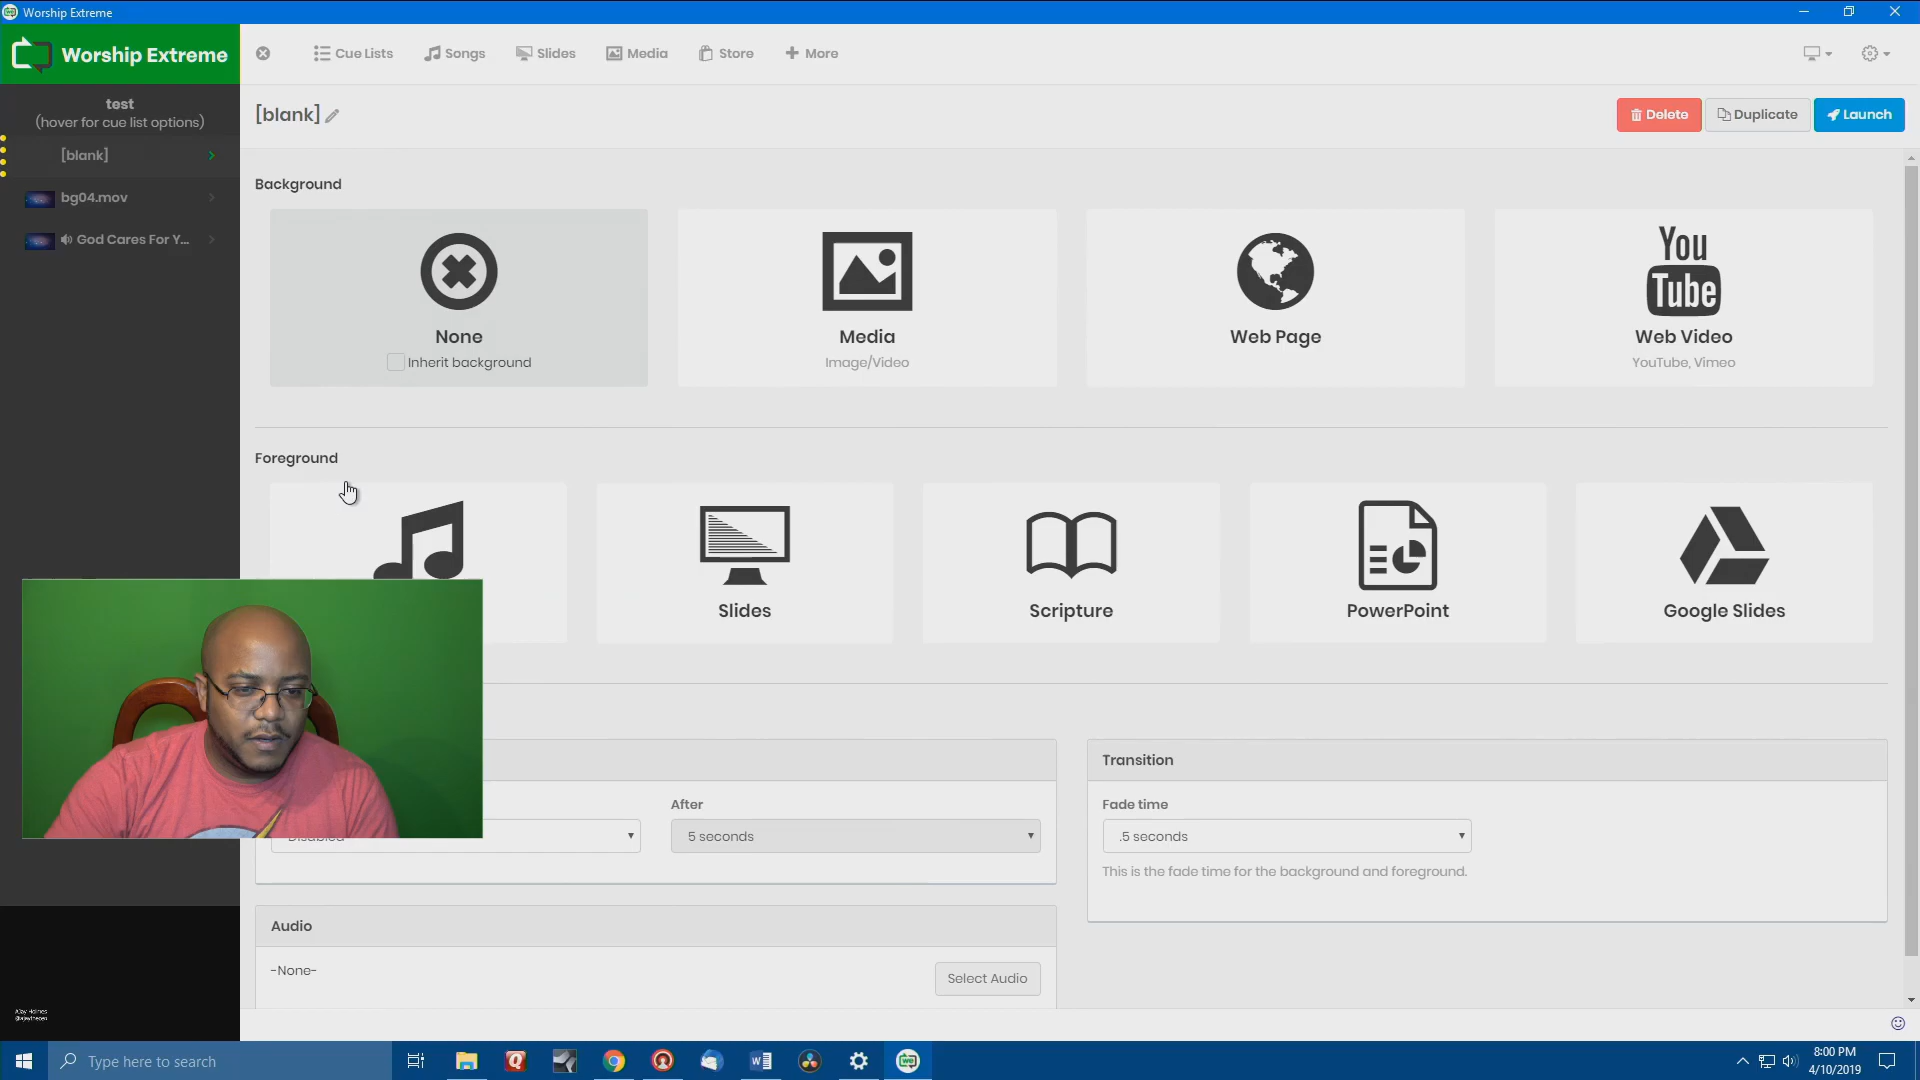 Worship Extreme
Worship Extreme
Cue Lists
Songs
Slides
Media
Store
More
test
(hover for cue list options)
[blank]
bg04.mov
God Cares For Y...
[blank]
Delete
Duplicate
Launch
Background
None
Inherit background
Media
Image/Video
Web Page
You
Tube
Web Video
YouTube, Vimeo
Foreground
Slides
Scripture
PowerPoint
Google Slides
After
Disabled
5 seconds
Transition
Fade time
.5 seconds
This is the fade time for the background and foreground.
Audio
-None-
Select Audio
Ajay Holmes
Type here to search
8:00 PM
4/10/2019